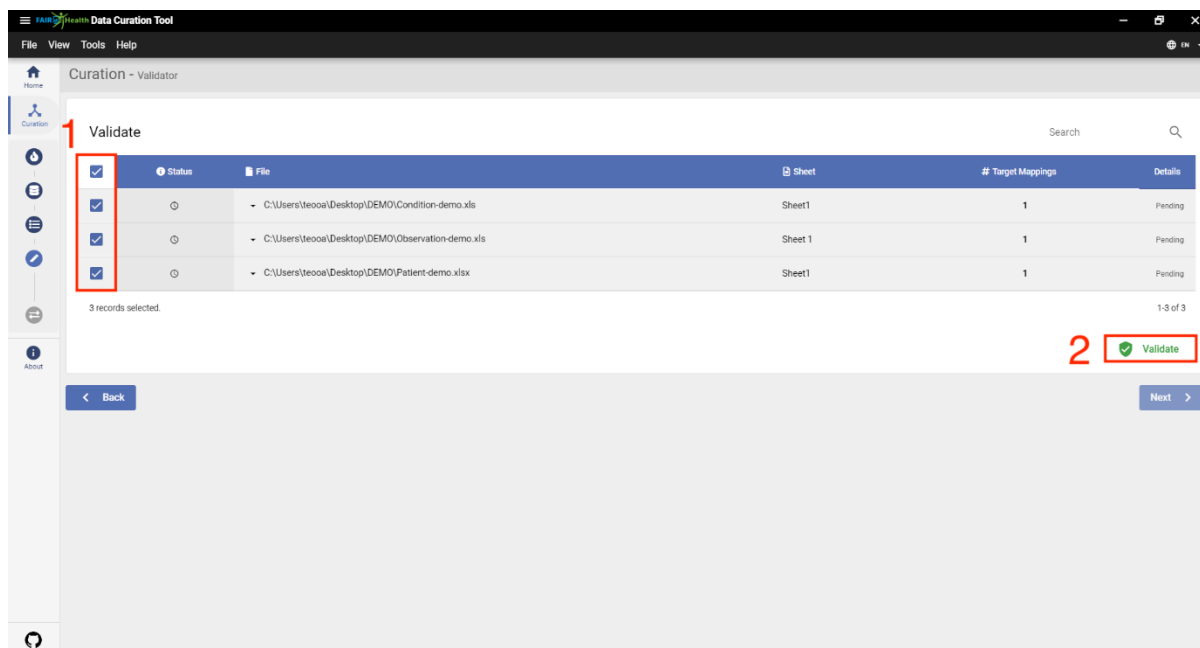 FAIR4Health Data Curation Tool
File View Tools Help
EN
Home
Curation - Validator
Curation
1
Validate
Search
Status File Sheet # Target Mappings Details
C:\Users\teooa\Desktop\DEMO\Condition-demo.xls Sheet1 1 Pending
C:\Users\teooa\Desktop\DEMO\Observation-demo.xls Sheet 1 1 Pending
C:\Users\teooa\Desktop\DEMO\Patient-demo.xlsx Sheet1 1 Pending
3 records selected. 1-3 of 3
2 Validate
About
Back Next